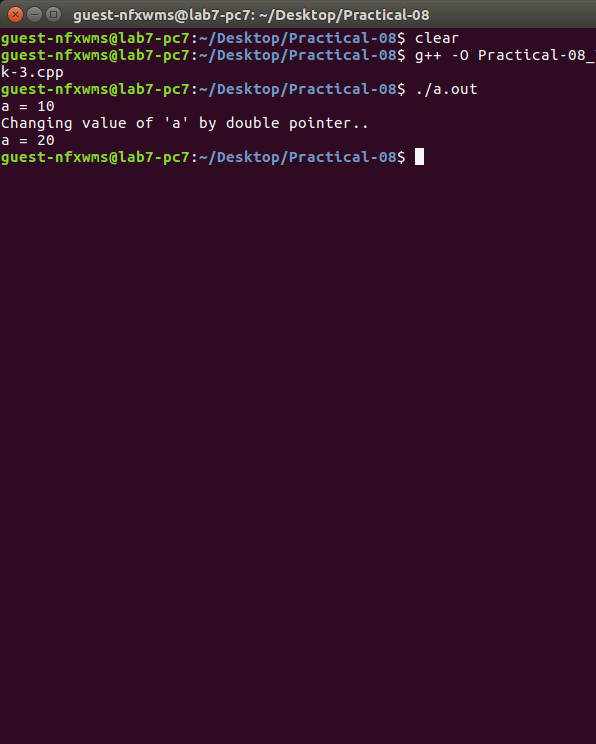 guest-nfxwms@lab7-pc7: ~/Desktop/Practical-08
guest-nfxwms@lab7-pc7:~/Desktop/Practical-08$ clear
guest-nfxwms@lab7-pc7:~/Desktop/Practical-08$ g++ -O Practical-08_
k-3.cpp
guest-nfxwms@lab7-pc7:~/Desktop/Practical-08$ ./a.out
a = 10
Changing value of 'a' by double pointer..
a = 20
guest-nfxwms@lab7-pc7:~/Desktop/Practical-08$